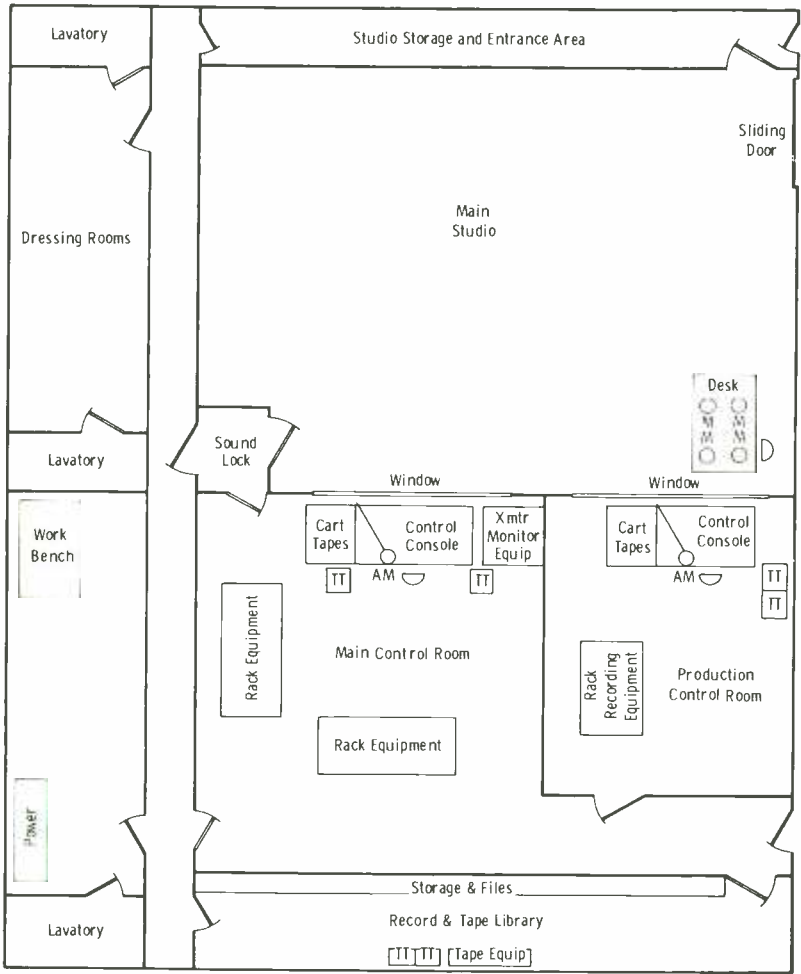 Lavatory
Studio Storage and Entrance Area
Sliding
Door
Main
Studio
Dressing Rooms
Desk
M M
M M
Sound
Lock
Lavatory
Window
Window
Work
Bench
Cart
Tapes
Control
Console
Xmtr
Monitor
Equip
Cart
Tapes
Control
Console
TT
AM
TT
AM
TT
TT
Rack Equipment
Main Control Room
Rack
Recording
Equipment
Production
Control Room
Rack Equipment
Power
Storage & Files
Record & Tape Library
Lavatory
TT TT Tape Equip